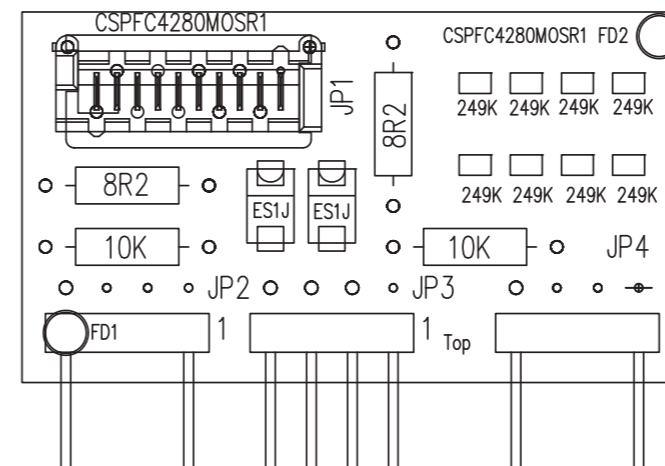 CSPFC4280MOSR1
CSPFC4280MOSR1 FD2
JP1
8R2
249K 249K 249K 249K
8R2
ES1J ES1J
249K 249K 249K 249K
10K
10K
JP4
JP2
JP3
FD1
1
1
Top